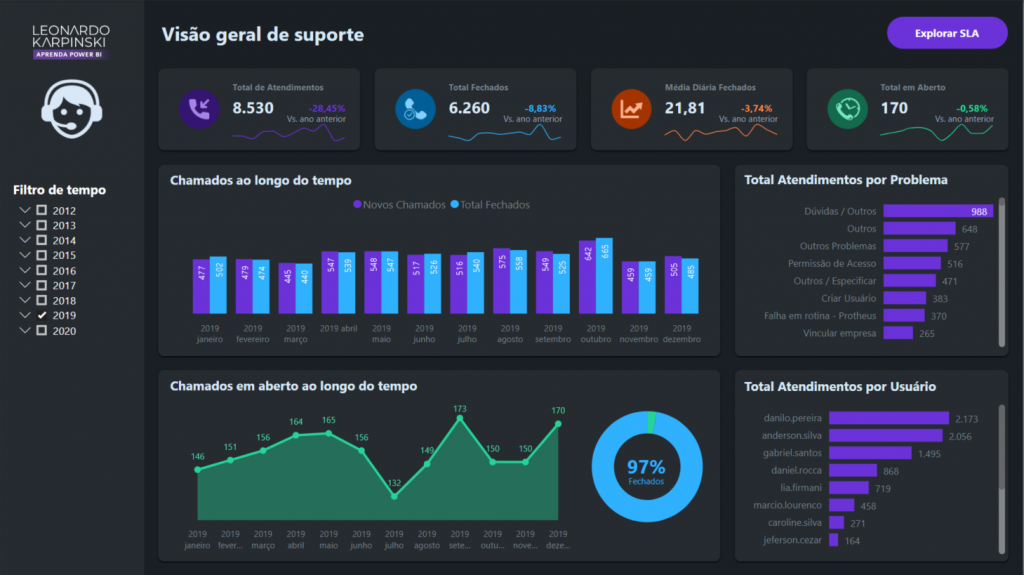 LEONARDO
KARPINSKI
APRENDA POWER BI
Visão geral de suporte
Explorar SLA
Total de Atendimentos
8.530
-28,45%
Vs. ano anterior
Total Fechados
6.260
-8,83%
Vs. ano anterior
Média Diária Fechados
21,81
-3,74%
Vs. ano anterior
Total em Aberto
170
-0,58%
Vs. ano anterior
Filtro de tempo
2012
2013
2014
2015
2016
2017
2018
2019
2020
Chamados ao longo do tempo
Novos Chamados Total Fechados
477 502 479 474 445 440 547 539 548 547 517 526 516 540 575 558 549 525 642 665 459 459 505 485
2019 2019 2019 2019 abril 2019 2019 2019 2019 2019 2019 2019 2019
janeiro fevereiro março maio junho julho agosto setembro outubro novembro dezembro
Total Atendimentos por Problema
Dúvidas / Outros 988
Outros 648
Outros Problemas 577
Permissão de Acesso 516
Outros / Especificar 471
Criar Usuário 383
Falha em rotina - Protheus 370
Vincular empresa 265
Chamados em aberto ao longo do tempo
146 151 156 164 165 156 132 149 173 150 150 170
2019 2019 2019 2019 2019 2019 2019 2019 2019 2019 2019 2019
janeiro fever... março abril maio junho julho agosto sete... outu... nove... deze...
97%
Fechados
Total Atendimentos por Usuário
danilo.pereira 2.173
anderson.silva 2.056
gabriel.santos 1.495
daniel.rocca 868
lia.firmani 719
marcio.lourenco 458
caroline.silva 271
jeferson.cezar 164